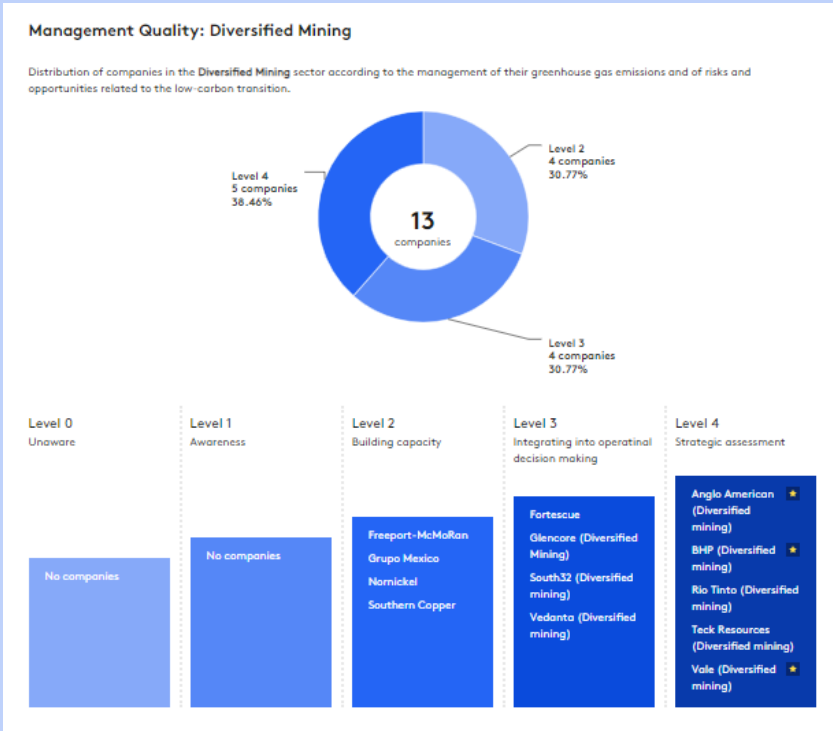 Management Quality: Diversified Mining
Distribution of companies in the Diversified Mining sector according to the management of their greenhouse gas emissions and of risks and
opportunities related to the low-carbon transition.
Level 2
4 companies
30.77%
Level 4
5 companies
38.46%
13
companies
Level 3
4 companies
30.77%
Level 0
Unaware
No companies
Level 1
Awareness
No companies
Level 2
Building capacity
Freeport-McMoRan
Grupo Mexico
Nornickel
Southern Copper
Level 3
Integrating into operatinal
decision making
Fortescue
Glencore (Diversified
Mining)
South32 (Diversified
mining)
Vedanta (Diversified
mining)
Level 4
Strategic assessment
Anglo American
(Diversified
mining)
BHP (Diversified
mining)
Rio Tinto (Diversified
mining)
Teck Resources
(Diversified mining)
Vale (Diversified
mining)